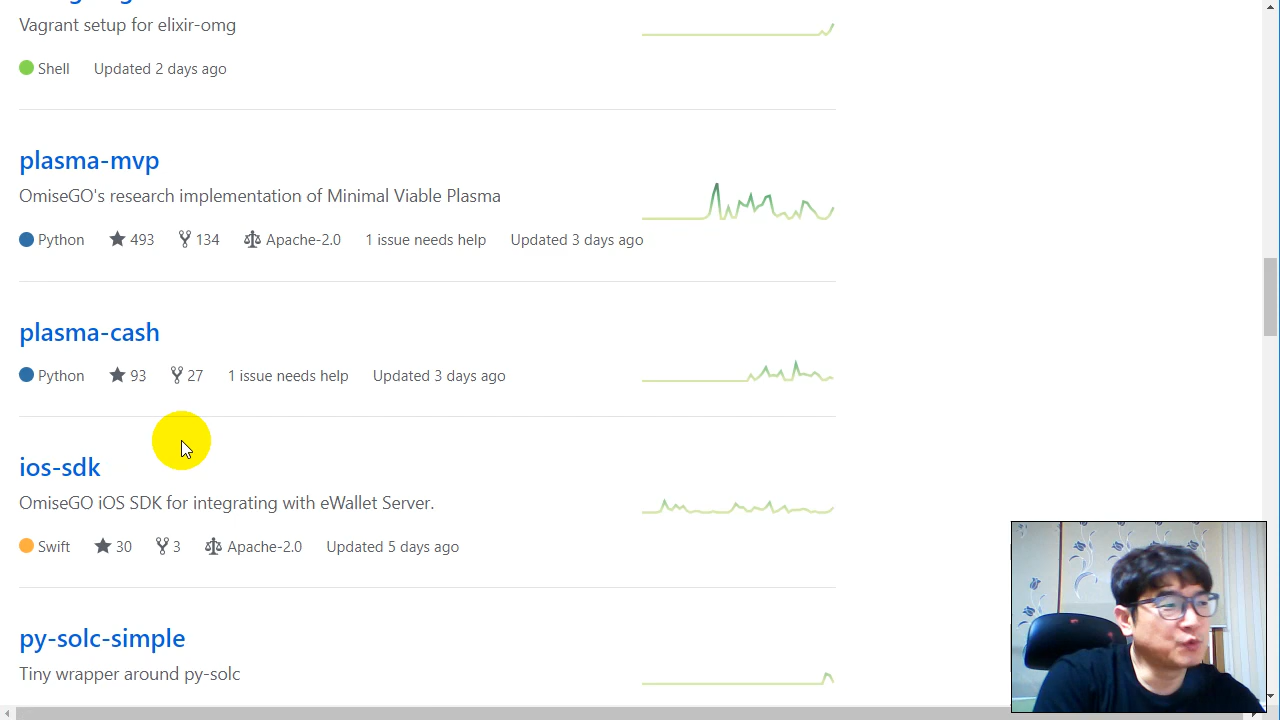 Vagrant setup for elixir-omg
Shell Updated 2 days ago
plasma-mvp
OmiseGO's research implementation of Minimal Viable Plasma
Python 493 134 Apache-2.0 1 issue needs help Updated 3 days ago
plasma-cash
Python 93 27 1 issue needs help Updated 3 days ago
ios-sdk
OmiseGO iOS SDK for integrating with eWallet Server.
Swift 30 3 Apache-2.0 Updated 5 days ago
py-solc-simple
Tiny wrapper around py-solc